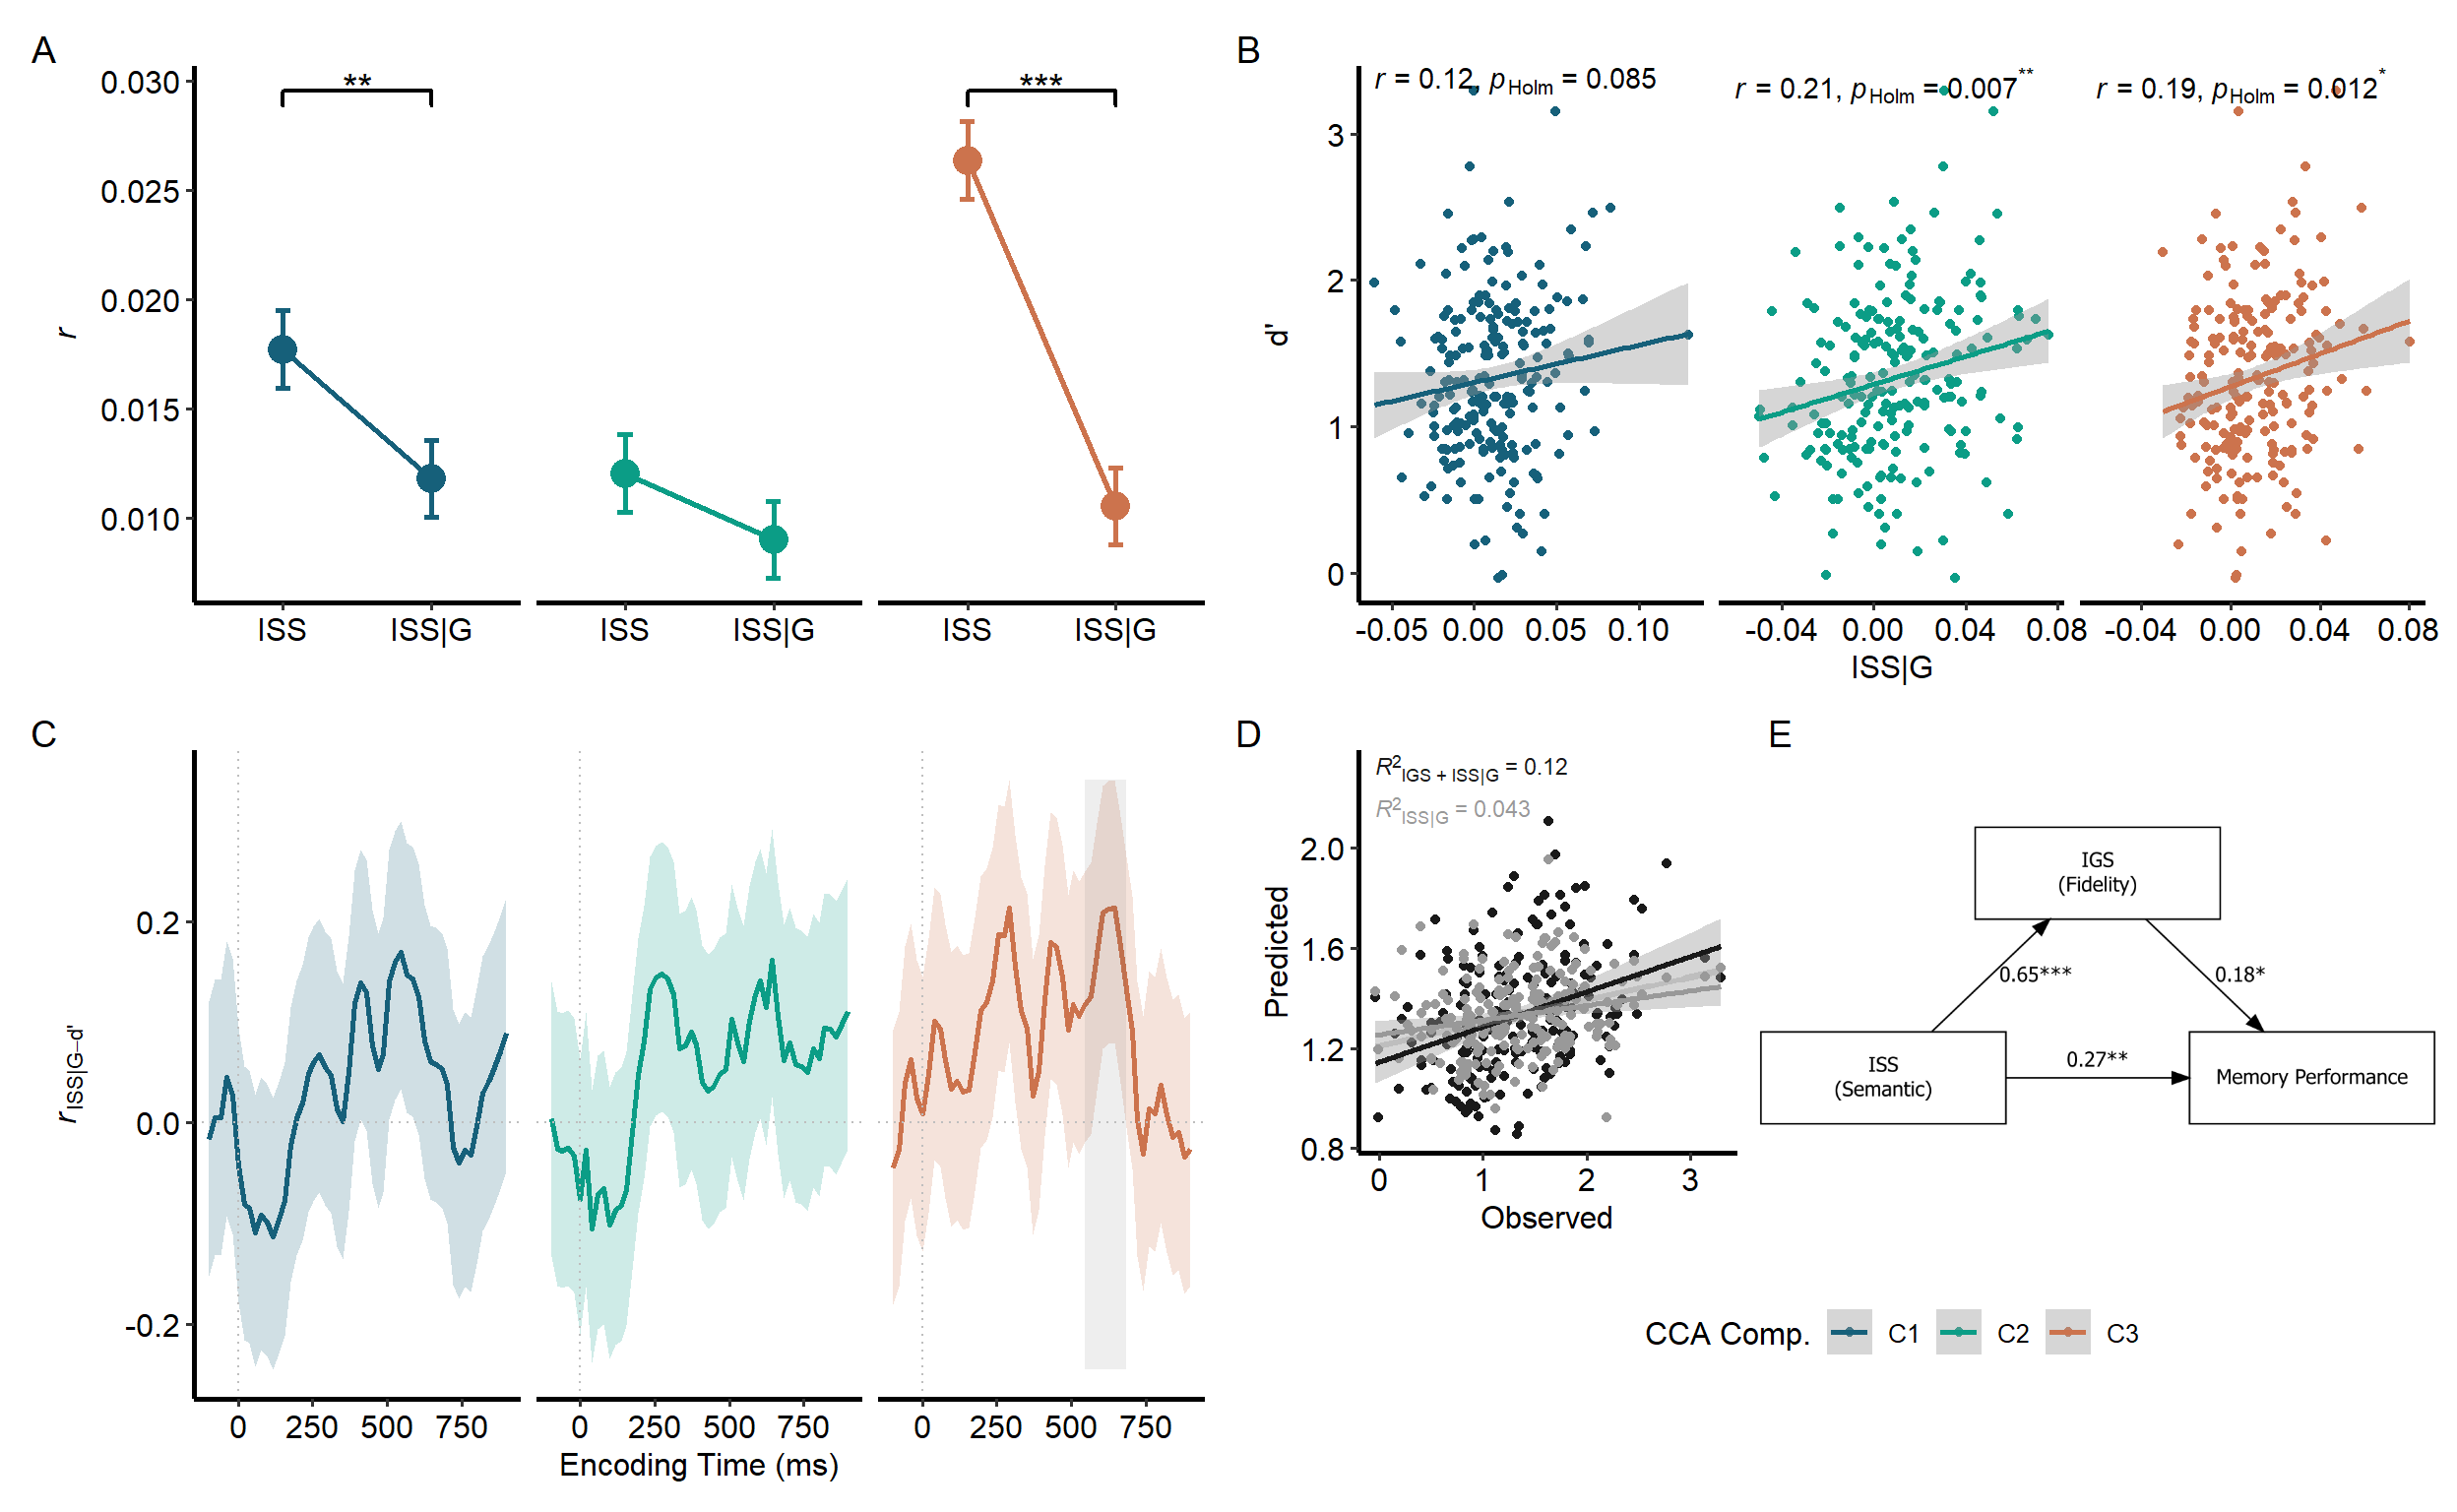 A
0.030
0.025
0.020
0.015
0.010
r
**
***
ISS ISS|G ISS ISS|G ISS ISS|G
B
r = 0.12, pHolm = 0.085
r = 0.21, pHolm = 0.007**
r = 0.19, pHolm = 0.012*
3
2
1
0
d'
-0.05 0.00 0.05 0.10 -0.04 0.00 0.04 0.08 -0.04 0.00 0.04 0.08
ISS|G
C
0.2
0.0
-0.2
rISS|G–d'
0 250 500 750 0 250 500 750 0 250 500 750
Encoding Time (ms)
D
R2IGS + ISS|G = 0.12
R2ISS|G = 0.043
2.0
1.6
1.2
0.8
Predicted
0 1 2 3
Observed
E
IGS
(Fidelity)
0.65***
0.18*
ISS
(Semantic)
0.27**
Memory Performance
CCA Comp. C1 C2 C3